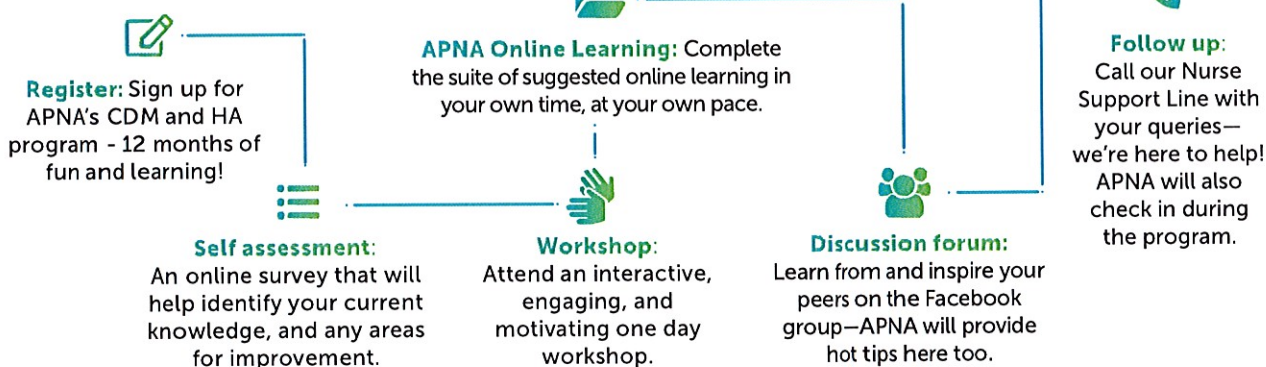 Register: Sign up for
APNA's CDM and HA
program - 12 months of
fun and learning!
Self assessment:
An online survey that will
help identify your current
knowledge, and any areas
for improvement.
APNA Online Learning: Complete
the suite of suggested online learning in
your own time, at your own pace.
Workshop:
Attend an interactive,
engaging, and
motivating one day
workshop.
Discussion forum:
Learn from and inspire your
peers on the Facebook
group—APNA will provide
hot tips here too.
Follow up:
Call our Nurse
Support Line with
your queries—
we're here to help!
APNA will also
check in during
the program.